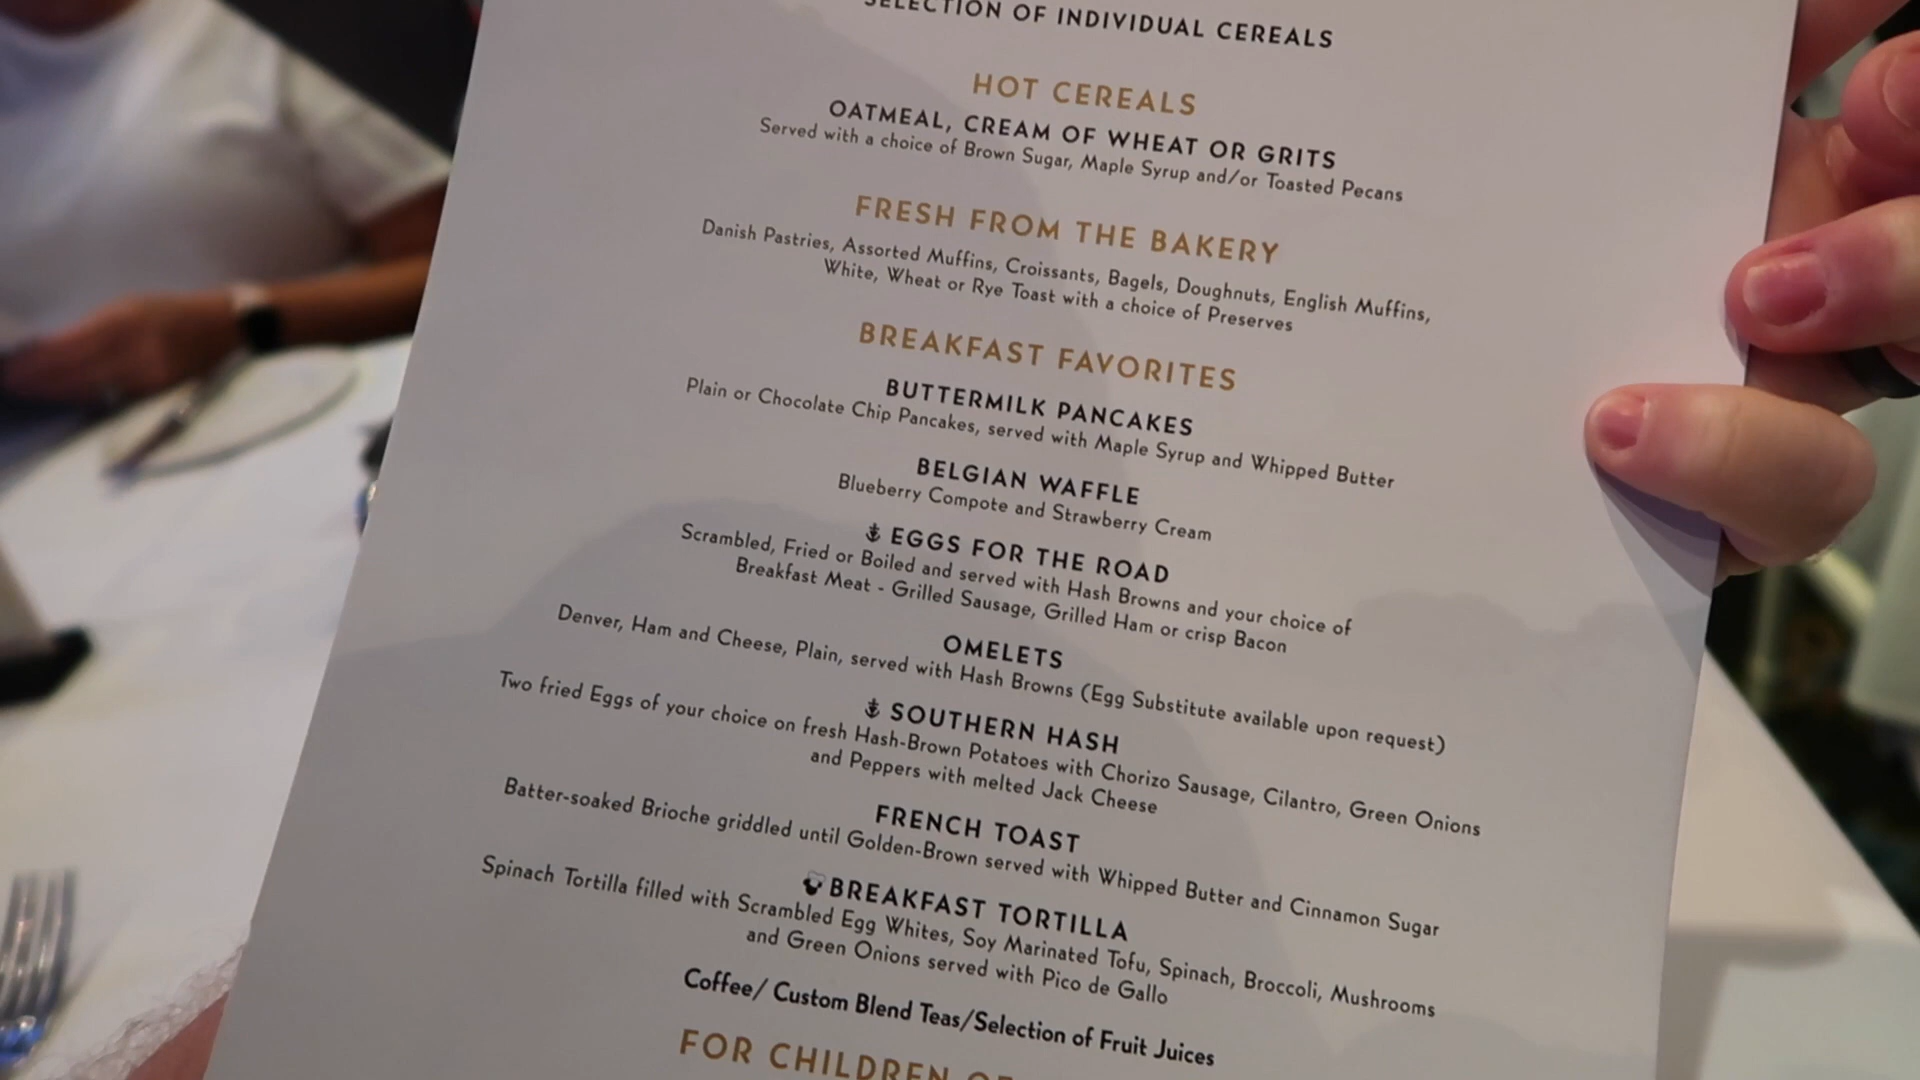 SELECTION OF INDIVIDUAL CEREALS
HOT CEREALS
OATMEAL, CREAM OF WHEAT OR GRITS
Served with a choice of Brown Sugar, Maple Syrup and/or Toasted Pecans
FRESH FROM THE BAKERY
Danish Pastries, Assorted Muffins, Croissants, Bagels, Doughnuts, English Muffins,
White, Wheat or Rye Toast with a choice of Preserves
BREAKFAST FAVORITES
BUTTERMILK PANCAKES
Plain or Chocolate Chip Pancakes, served with Maple Syrup and Whipped Butter
BELGIAN WAFFLE
Blueberry Compote and Strawberry Cream
EGGS FOR THE ROAD
Scrambled, Fried or Boiled and served with Hash Browns and your choice of
Breakfast Meat - Grilled Sausage, Grilled Ham or crisp Bacon
OMELETS
Denver, Ham and Cheese, Plain, served with Hash Browns (Egg Substitute available upon request)
SOUTHERN HASH
Two fried Eggs of your choice on fresh Hash-Brown Potatoes with Chorizo Sausage, Cilantro, Green Onions
and Peppers with melted Jack Cheese
FRENCH TOAST
Batter-soaked Brioche griddled until Golden-Brown served with Whipped Butter and Cinnamon Sugar
BREAKFAST TORTILLA
Spinach Tortilla filled with Scrambled Egg Whites, Soy Marinated Tofu, Spinach, Broccoli, Mushrooms
and Green Onions served with Pico de Gallo
Coffee/ Custom Blend Teas/Selection of Fruit Juices
FOR CHILDREN